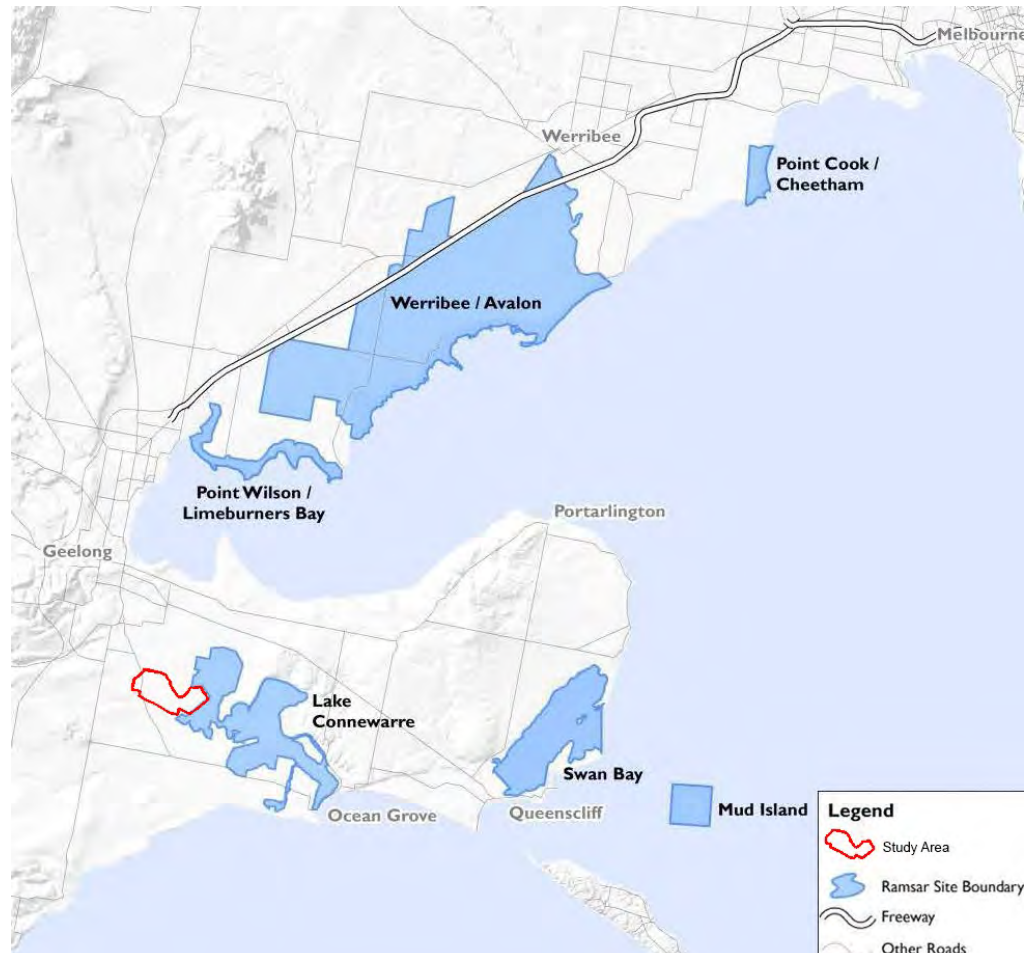 Melbourne
Werribee
Point Cook /
Cheetham
Werribee / Avalon
Point Wilson /
Limeburners Bay
Portarlington
Geelong
Lake
Connewarre
Swan Bay
Mud Island
Ocean Grove
Queenscliff
Legend
Study Area
Ramsar Site Boundary
Freeway
Other Roads